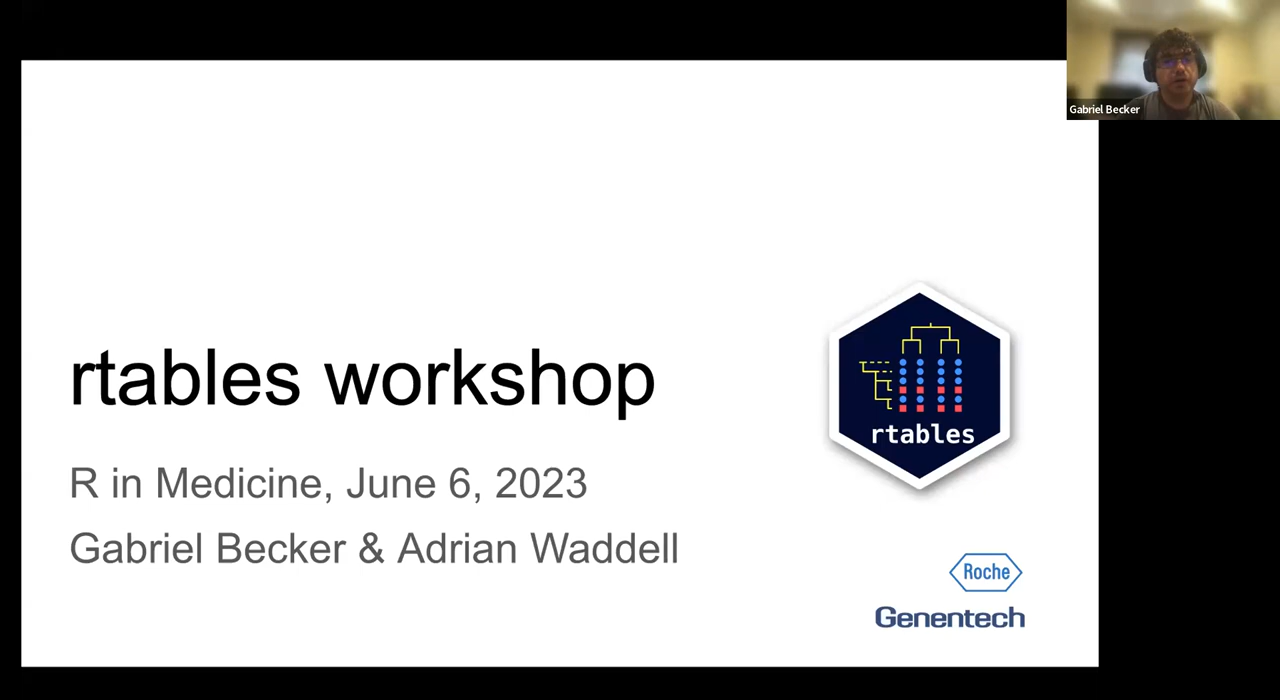 Gabriel Becker
rtables workshop
rtables
R in Medicine, June 6, 2023
Gabriel Becker & Adrian Waddell
Roche
Genentech